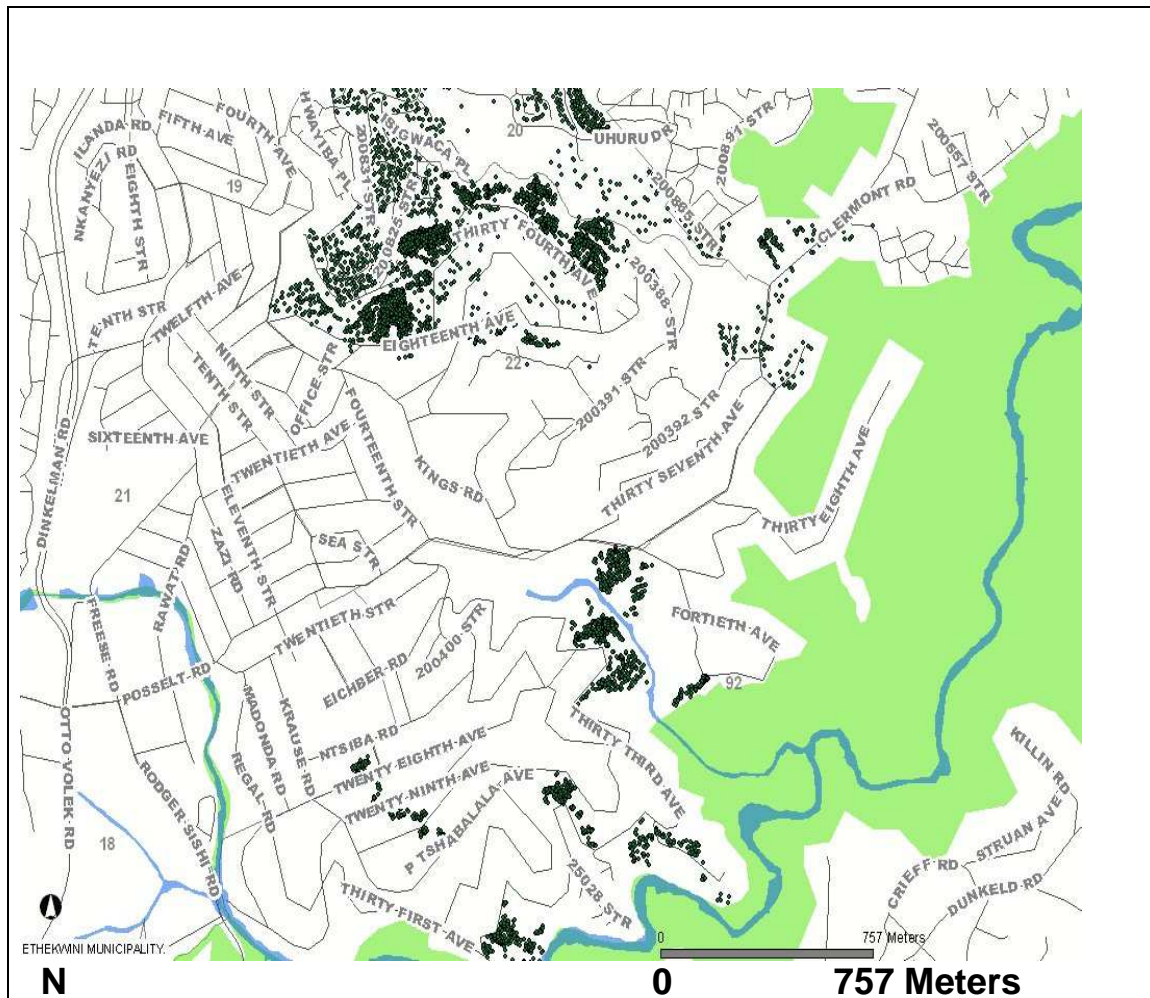 HWAYIBA PL
ISIGWACA PL
20
UHURU DR
200881 STR
200557 STR
ILANDA RD
FIFTH AVE
FOURTH AVE
NKANYEZI RD
EIGHTH STR
19
200825 STR
200885 STR
CLERMONT RD
THIRTY FOURTH AVE
200388 STR
TENTH STR
TWELFTH AVE
EIGHTEENTH AVE
22
NINTH STR
TENTH STR
OFFICE STR
200391 STR
200392 STR
SIXTEENTH AVE
TWENTIETH AVE
FOURTEENTH STR
KINGS RD
THIRTY SEVENTH AVE
THIRTY EIGHTH AVE
DINKELMAN RD
21
ELEVENTH STR
ZAZI RD
SEA STR
RAWAT RD
FREESE RD
TWENTIETH STR
200400 STR
FORTIETH AVE
POSSELT RD
EICHBER RD
92
OTTO VOLEK RD
RODGER SISHI RD
MADONDA RD
KRAUSE RD
REGAL RD
NTSIBA RD
TWENTY EIGHTH AVE
TWENTY NINTH AVE
P TSHABALALA AVE
THIRTY THIRD AVE
KILLIN RD
STRUAN AVE
CRIEFF RD
DUNKELD RD
18
25028 STR
THIRTY FIRST AVE
ETHEKWINI MUNICIPALITY.
0 757 Meters
N 0 757 Meters